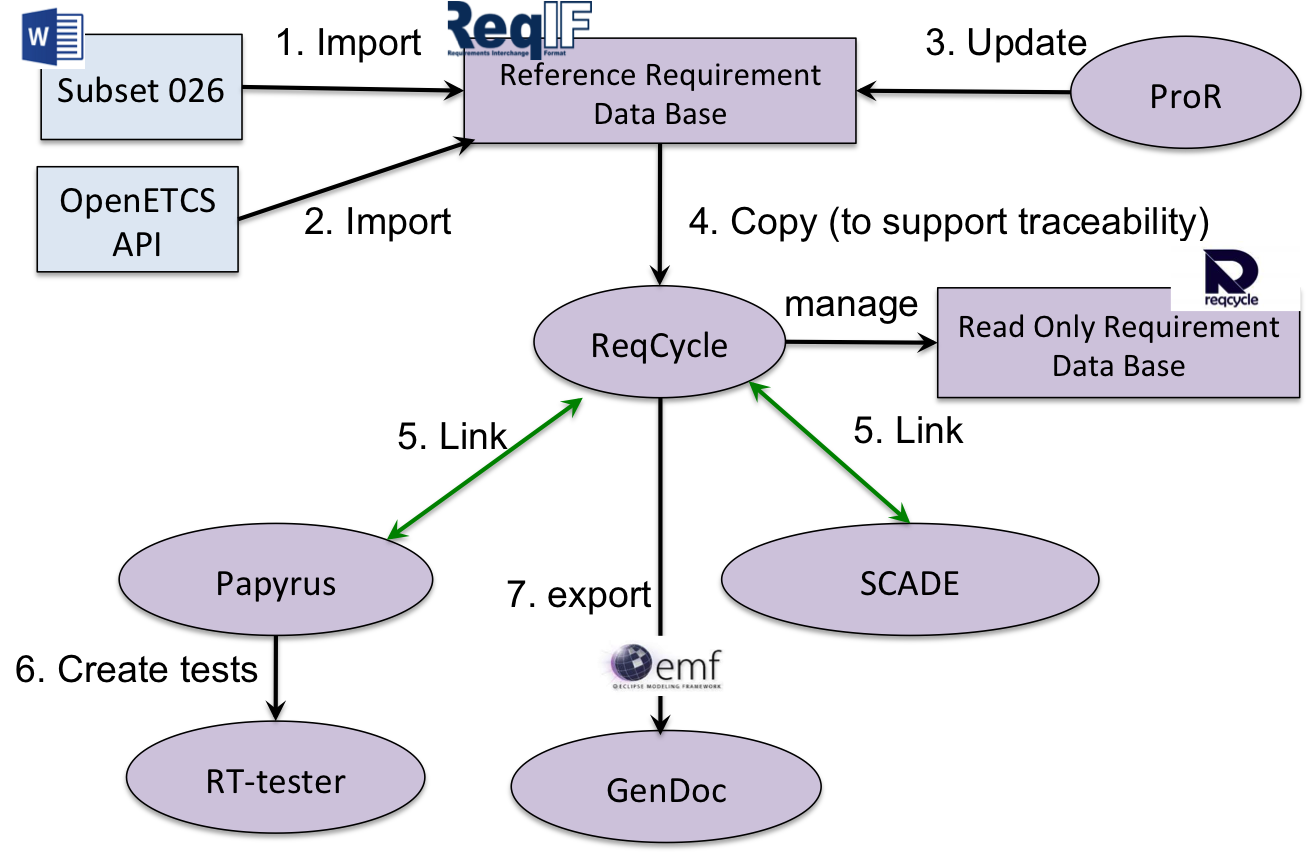 W
ReqIF
Requirements Interchange Format
1. Import
3. Update
Subset 026
Reference Requirement
Data Base
ProR
OpenETCS
API
2. Import
4. Copy (to support traceability)
reqcycle
manage
ReqCycle
Read Only Requirement
Data Base
5. Link
5. Link
Papyrus
7. export
SCADE
6. Create tests
emf
ECLIPSE MODELING FRAMEWORK
RT-tester
GenDoc